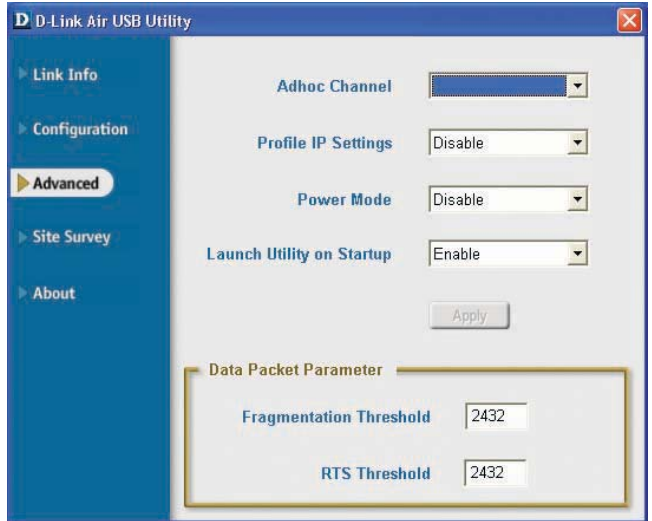 D D-Link Air USB Utility
Link Info
Configuration
Advanced
Site Survey
About
Adhoc Channel
Profile IP Settings Disable
Power Mode Disable
Launch Utility on Startup Enable
Apply
Data Packet Parameter
Fragmentation Threshold 2432
RTS Threshold 2432